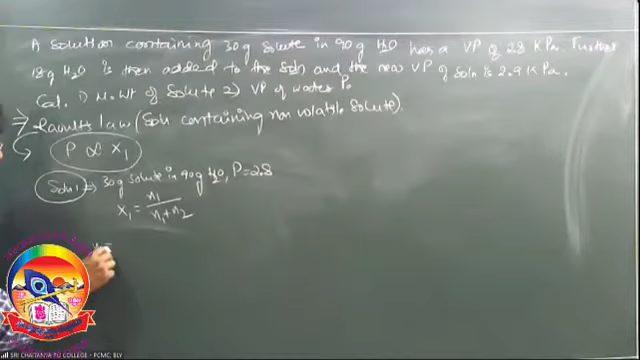 A Solution containing 30g Solute in 90g H2O has a VP of 2.8 KPa. Further
18g H2O is then added to the Soln and the new VP of Soln is 2.9 KPa.
Cal. 1) M.Wt of Solute 2) VP of water P0
⇒ Raoult's law (Soln containing non volatile Solute).
P ∝ X1
Soln 1 ⇒ 30g Solute in 90g H2O, P = 2.8
X1 = n1 / n1 + n2
SRI CHAITANYA PU COLLEGE - PCMC, BLY